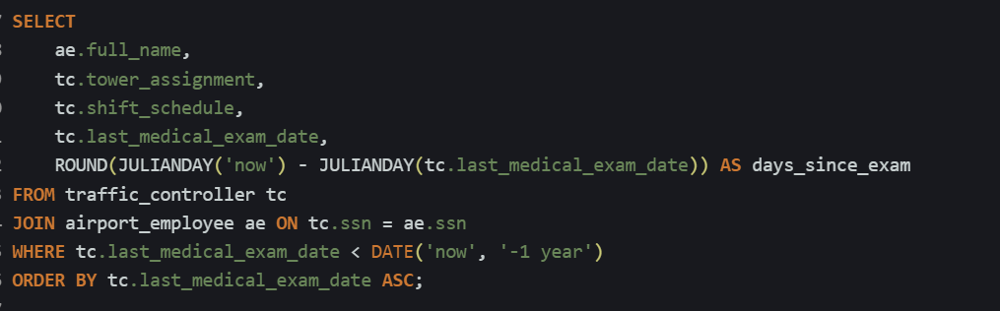 SELECT
    ae.full_name,
    tc.tower_assignment,
    tc.shift_schedule,
    tc.last_medical_exam_date,
    ROUND(JULIANDAY('now') - JULIANDAY(tc.last_medical_exam_date)) AS days_since_exam
FROM traffic_controller tc
JOIN airport_employee ae ON tc.ssn = ae.ssn
WHERE tc.last_medical_exam_date < DATE('now', '-1 year')
ORDER BY tc.last_medical_exam_date ASC;